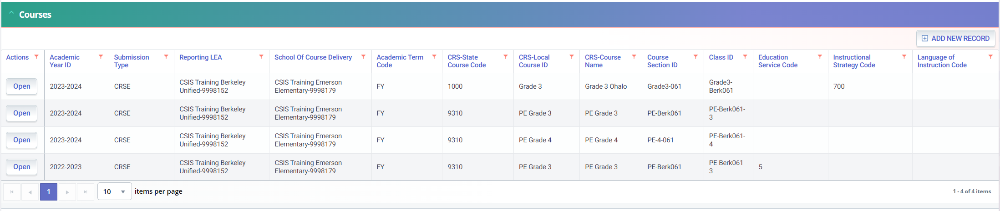 Courses
ADD NEW RECORD
Actions Academic Year ID Submission Type Reporting LEA School Of Course Delivery Academic Term Code CRS-State Course Code CRS-Local Course ID CRS-Course Name Course Section ID Class ID Education Service Code Instructional Strategy Code Language of Instruction Code
Open 2023-2024 CRSE CSIS Training Berkeley Unified-9998152 CSIS Training Emerson Elementary-9998179 FY 1000 Grade 3 Grade 3 Ohalo Grade3-061 Grade3-Berk061 700
Open 2023-2024 CRSE CSIS Training Berkeley Unified-9998152 CSIS Training Emerson Elementary-9998179 FY 9310 PE Grade 3 PE Grade 3 PE-Berk061 PE-Berk061-3
Open 2023-2024 CRSE CSIS Training Berkeley Unified-9998152 CSIS Training Emerson Elementary-9998179 FY 9310 PE Grade 4 PE Grade 4 PE-4-061 PE-Berk061-4
Open 2022-2023 CRSE CSIS Training Berkeley Unified-9998152 CSIS Training Emerson Elementary-9998179 FY 9310 PE Grade 3 PE Grade 3 PE-Berk061 PE-Berk061-3 5
1 10 items per page 1 - 4 of 4 items